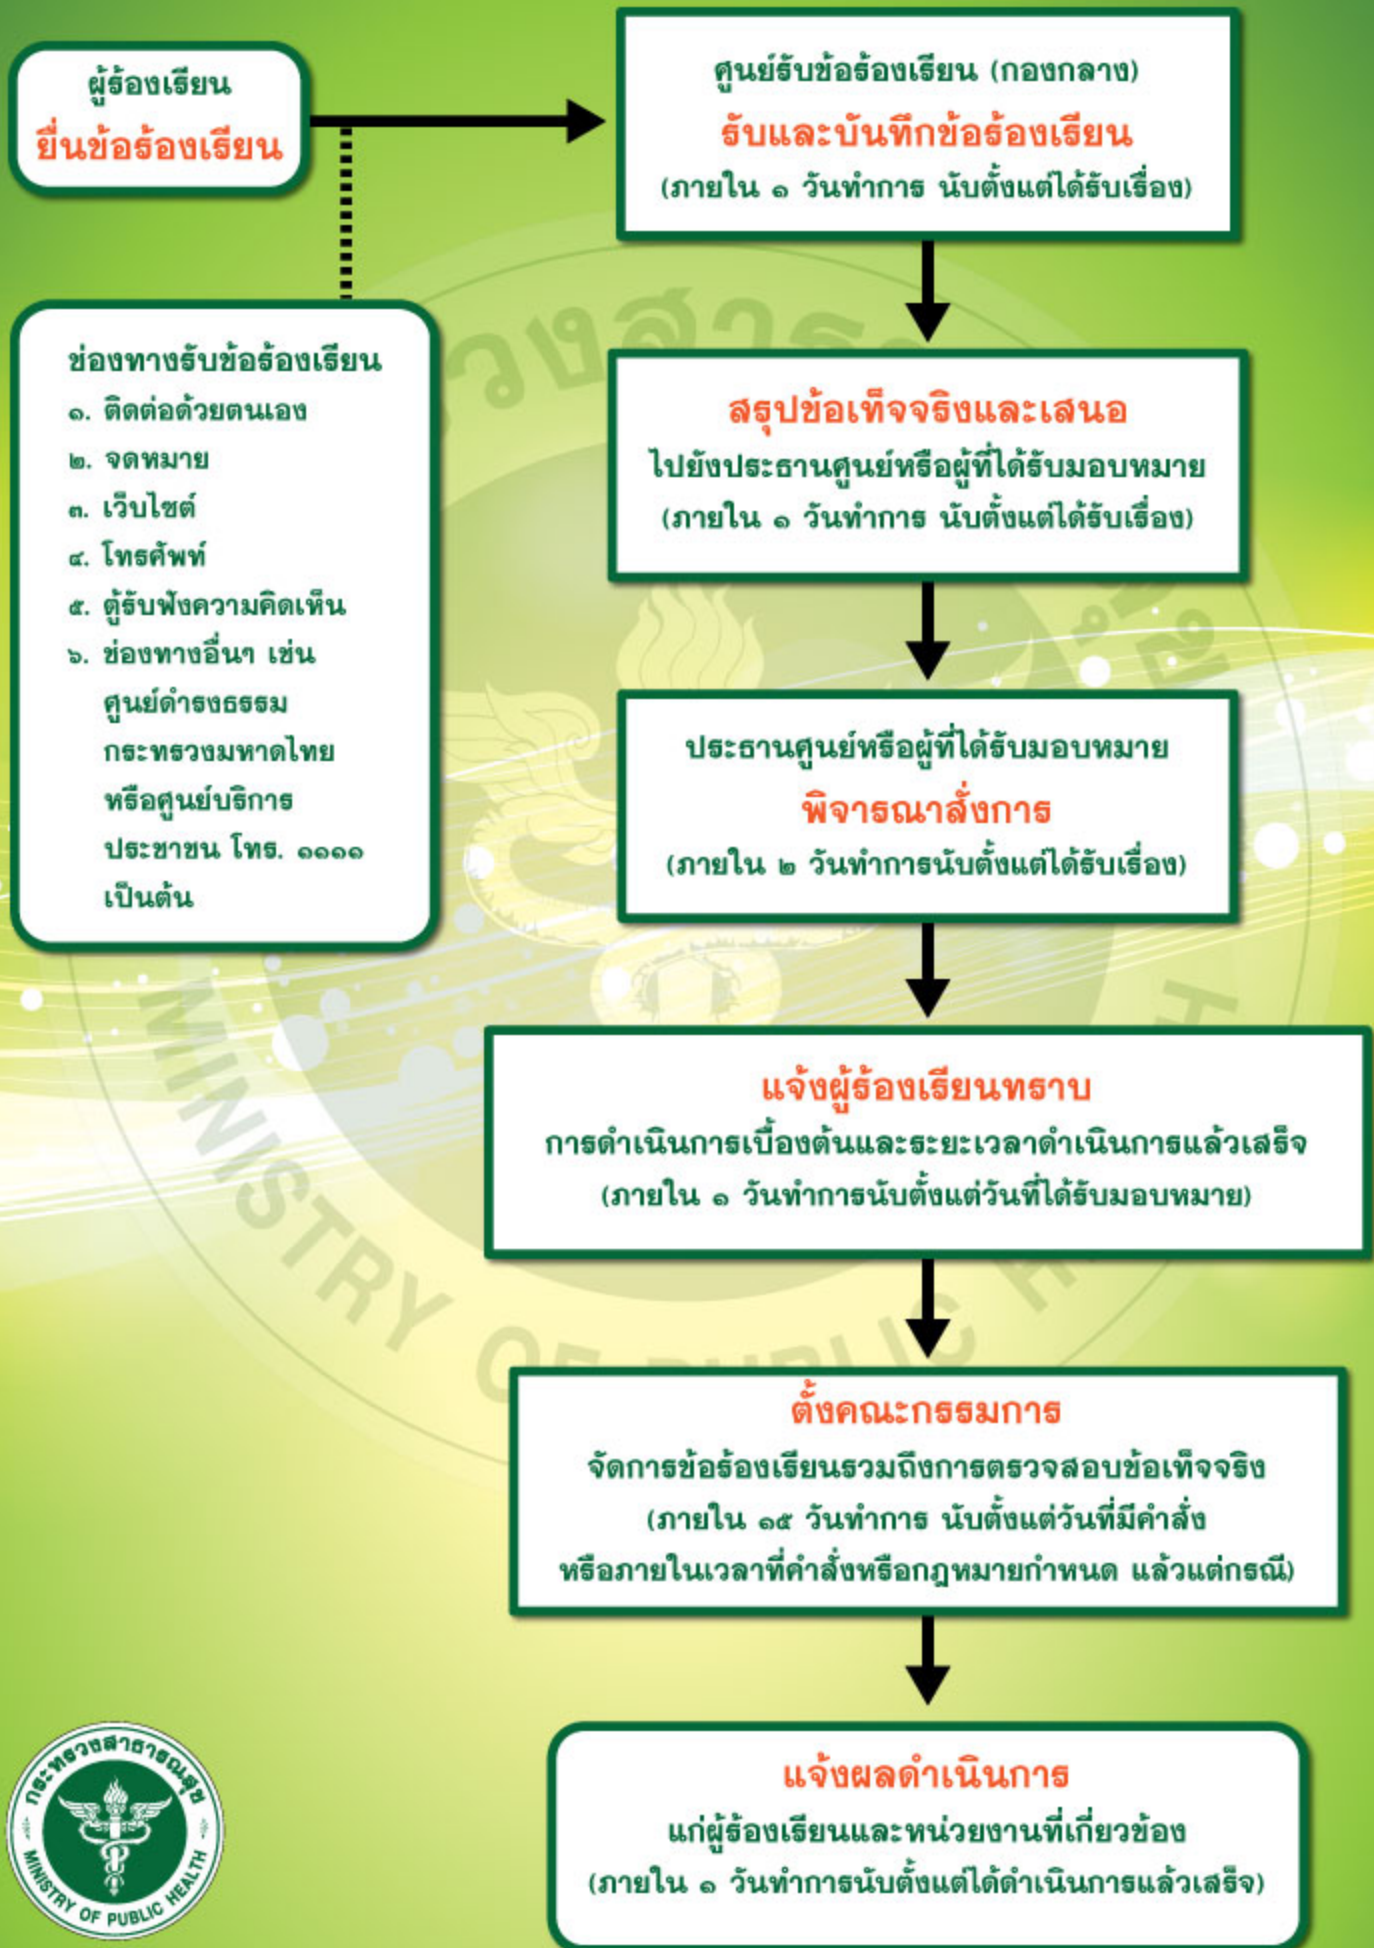 ผู้ร้องเรียน
ยื่นข้อร้องเรียน
ศูนย์รับข้อร้องเรียน (กองกลาง)
รับและบันทึกข้อร้องเรียน
(ภายใน ๑ วันทำการ นับตั้งแต่ได้รับเรื่อง)
ช่องทางรับข้อร้องเรียน
๑. ติดต่อด้วยตนเอง
๒. จดหมาย
๓. เว็บไซต์
๔. โทรศัพท์
๕. ตู้รับฟังความคิดเห็น
๖. ช่องทางอื่นๆ เช่น
ศูนย์ดำรงธรรม
กระทรวงมหาดไทย
หรือศูนย์บริการ
ประชาชน โทร. ๑๑๑๑
เป็นต้น
สรุปข้อเท็จจริงและเสนอ
ไปยังประธานศูนย์หรือผู้ที่ได้รับมอบหมาย
(ภายใน ๑ วันทำการ นับตั้งแต่ได้รับเรื่อง)
ประธานศูนย์หรือผู้ที่ได้รับมอบหมาย
พิจารณาสั่งการ
(ภายใน ๒ วันทำการนับตั้งแต่ได้รับเรื่อง)
แจ้งผู้ร้องเรียนทราบ
การดำเนินการเบื้องต้นและระยะเวลาดำเนินการแล้วเสร็จ
(ภายใน ๑ วันทำการนับตั้งแต่วันที่ได้รับมอบหมาย)
ตั้งคณะกรรมการ
จัดการข้อร้องเรียนรวมถึงการตรวจสอบข้อเท็จจริง
(ภายใน ๑๕ วันทำการ นับตั้งแต่วันที่มีคำสั่ง
หรือภายในเวลาที่คำสั่งหรือกฎหมายกำหนด แล้วแต่กรณี)
แจ้งผลดำเนินการ
แก่ผู้ร้องเรียนและหน่วยงานที่เกี่ยวข้อง
(ภายใน ๑ วันทำการนับตั้งแต่ได้ดำเนินการแล้วเสร็จ)
กระทรวงสาธารณสุข
MINISTRY OF PUBLIC HEALTH
MINISTRY OF PUBLIC